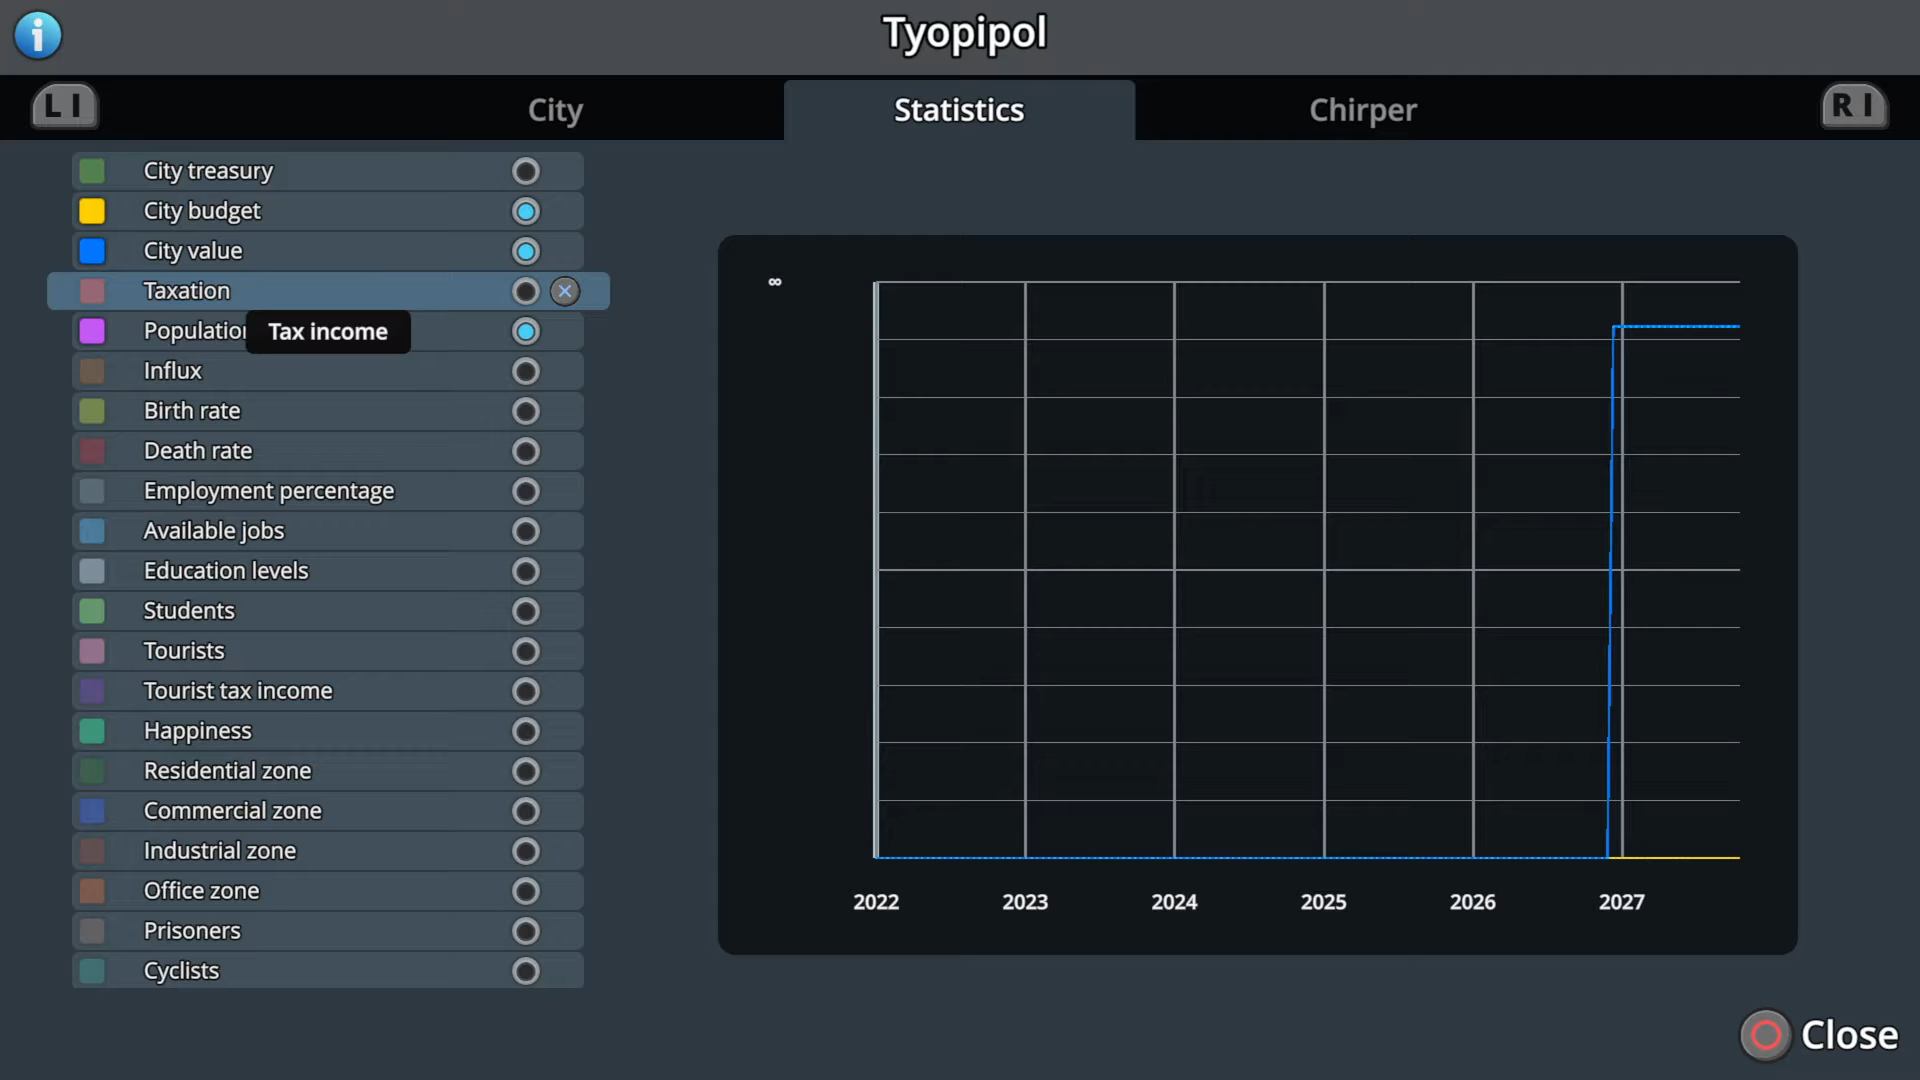 Tyopipol
L1
City
Statistics
Chirper
R1
City treasury
City budget
City value
Taxation
Population
Tax income
Influx
Birth rate
Death rate
Employment percentage
Available jobs
Education levels
Students
Tourists
Tourist tax income
Happiness
Residential zone
Commercial zone
Industrial zone
Office zone
Prisoners
Cyclists
∞
2022 2023 2024 2025 2026 2027
Close